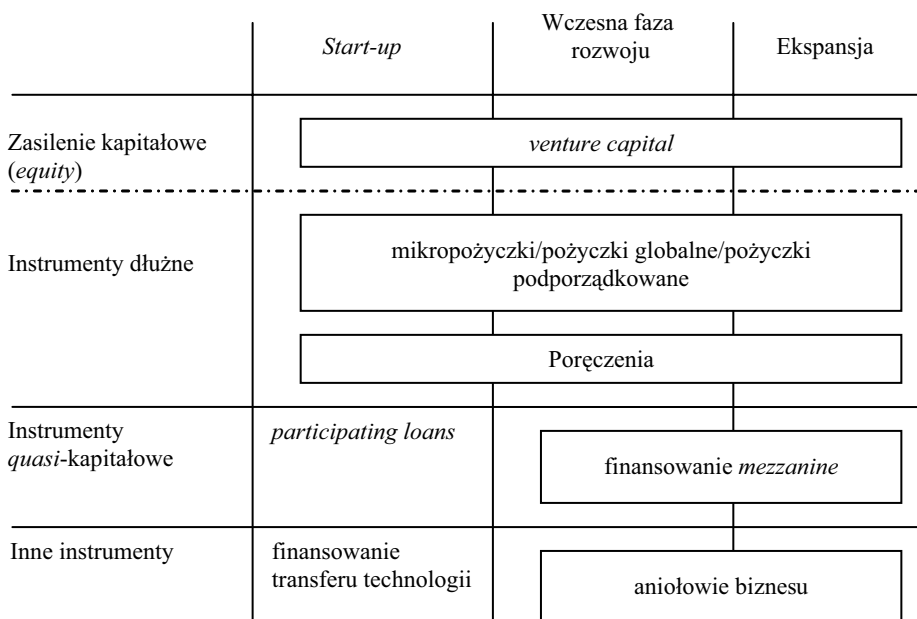 Start-up
Wczesna faza
rozwoju
Ekspansja
Zasilenie kapitałowe
(equity)
venture capital
Instrumenty dłużne
mikropożyczki/pożyczki globalne/pożyczki
podporządkowane
Poręczenia
Instrumenty
quasi-kapitałowe
participating loans
finansowanie mezzanine
Inne instrumenty
finansowanie
transferu technologii
aniołowie biznesu